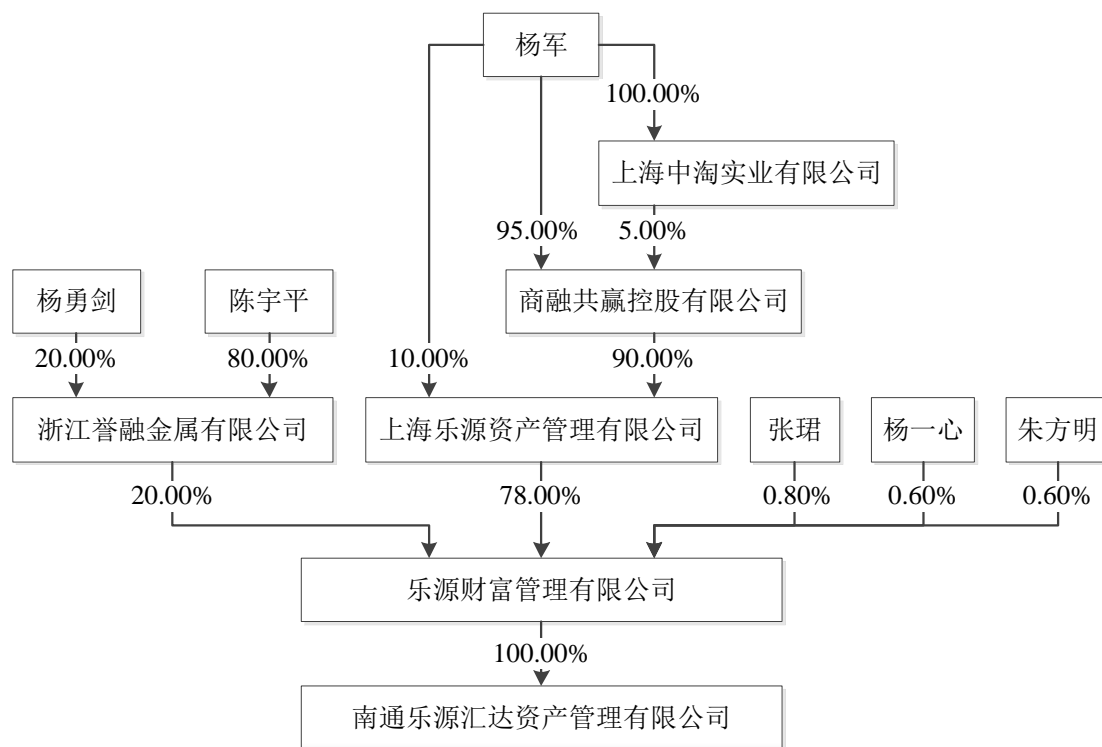 杨军
100.00%
上海中淘实业有限公司
95.00% 5.00%
杨勇剑 陈宇平 商融共赢控股有限公司
20.00% 80.00% 10.00% 90.00%
浙江誉融金属有限公司 上海乐源资产管理有限公司 张珺 杨一心 朱方明
20.00% 78.00% 0.80% 0.60% 0.60%
乐源财富管理有限公司
100.00%
南通乐源汇达资产管理有限公司